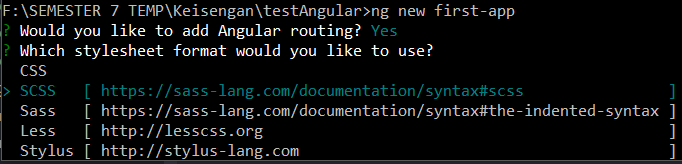 F:\SEMESTER 7 TEMP\Keisengan\testAngular>ng new first-app
? Would you like to add Angular routing? Yes
? Which stylesheet format would you like to use?
CSS
> SCSS [ https://sass-lang.com/documentation/syntax#scss ]
Sass [ https://sass-lang.com/documentation/syntax#the-indented-syntax ]
Less [ http://lesscss.org ]
Stylus [ http://stylus-lang.com ]